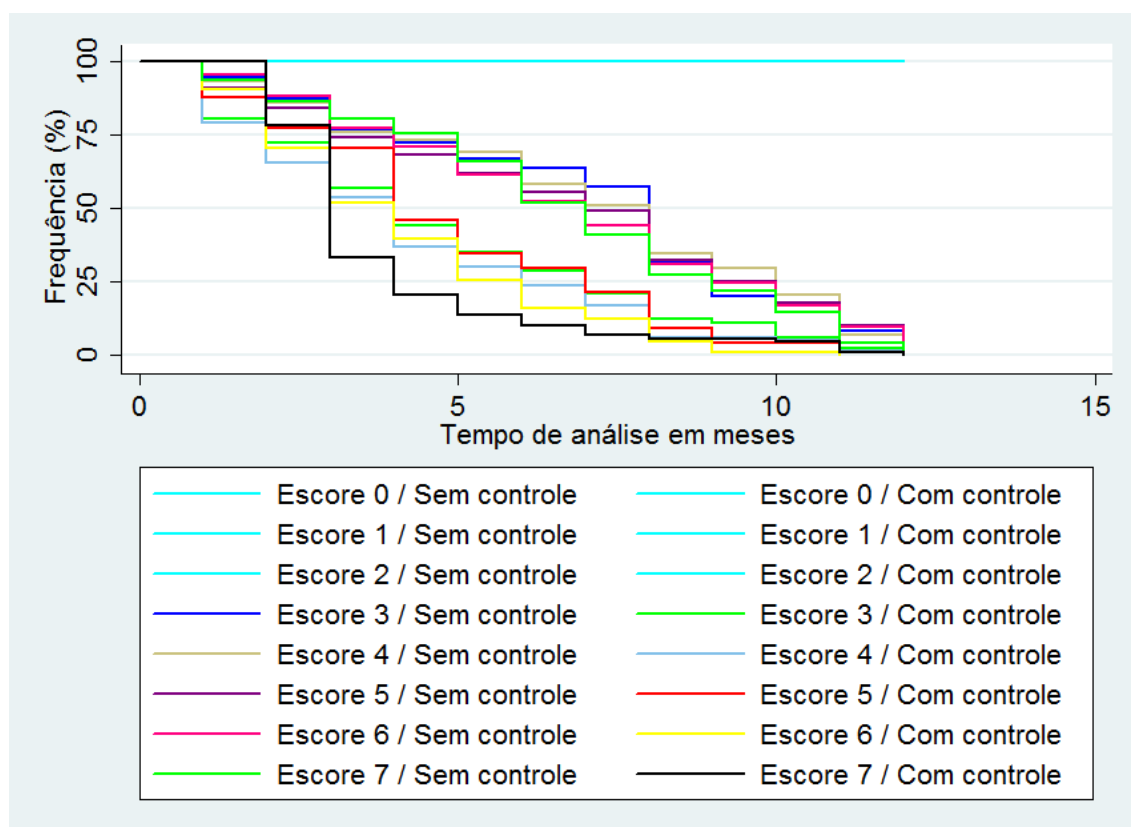 Frequência (%)
100
75
50
25
0
0 5 10 15
Tempo de análise em meses
Escore 0 / Sem controle Escore 0 / Com controle
Escore 1 / Sem controle Escore 1 / Com controle
Escore 2 / Sem controle Escore 2 / Com controle
Escore 3 / Sem controle Escore 3 / Com controle
Escore 4 / Sem controle Escore 4 / Com controle
Escore 5 / Sem controle Escore 5 / Com controle
Escore 6 / Sem controle Escore 6 / Com controle
Escore 7 / Sem controle Escore 7 / Com controle